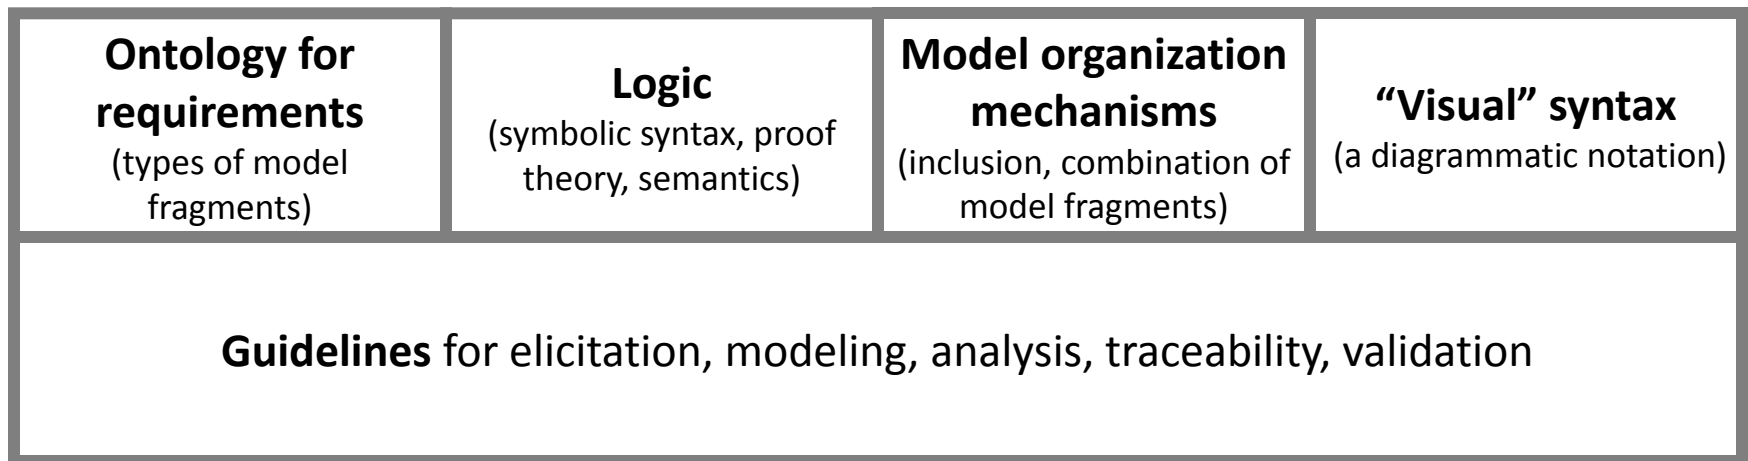 Ontology for
requirements
(types of model
fragments)
Logic
(symbolic syntax, proof
theory, semantics)
Model organization
mechanisms
(inclusion, combination of
model fragments)
“Visual” syntax
(a diagrammatic notation)
Guidelines for elicitation, modeling, analysis, traceability, validation